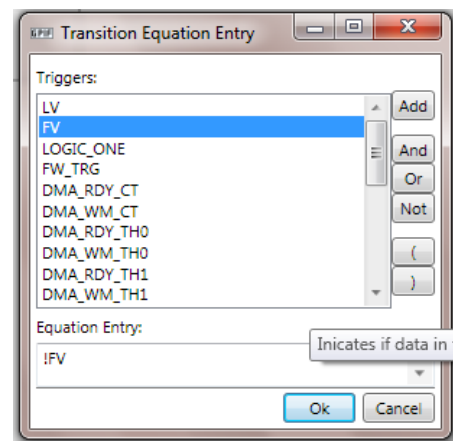 GPIF Transition Equation Entry
Triggers:
LV
Add
FV
LOGIC_ONE
And
FW_TRG
Or
DMA_RDY_CT
DMA_WM_CT
Not
DMA_RDY_TH0
DMA_WM_TH0
(
DMA_RDY_TH1
)
DMA_WM_TH1
Equation Entry:
Inicates if data in
!FV
Ok Cancel